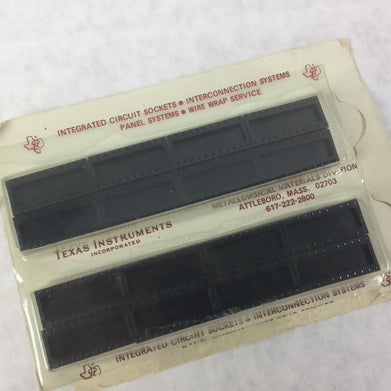 INTEGRATED CIRCUIT SOCKETS • INTERCONNECTION SYSTEMS
PANEL SYSTEMS • WIRE WRAP SERVICE
TEXAS INSTRUMENTS
INCORPORATED
METALLURGICAL MATERIALS DIVISION
ATTLEBORO, MASS. 02703
617-222-2800
INTEGRATED CIRCUIT SOCKETS • INTERCONNECTION SYSTEMS